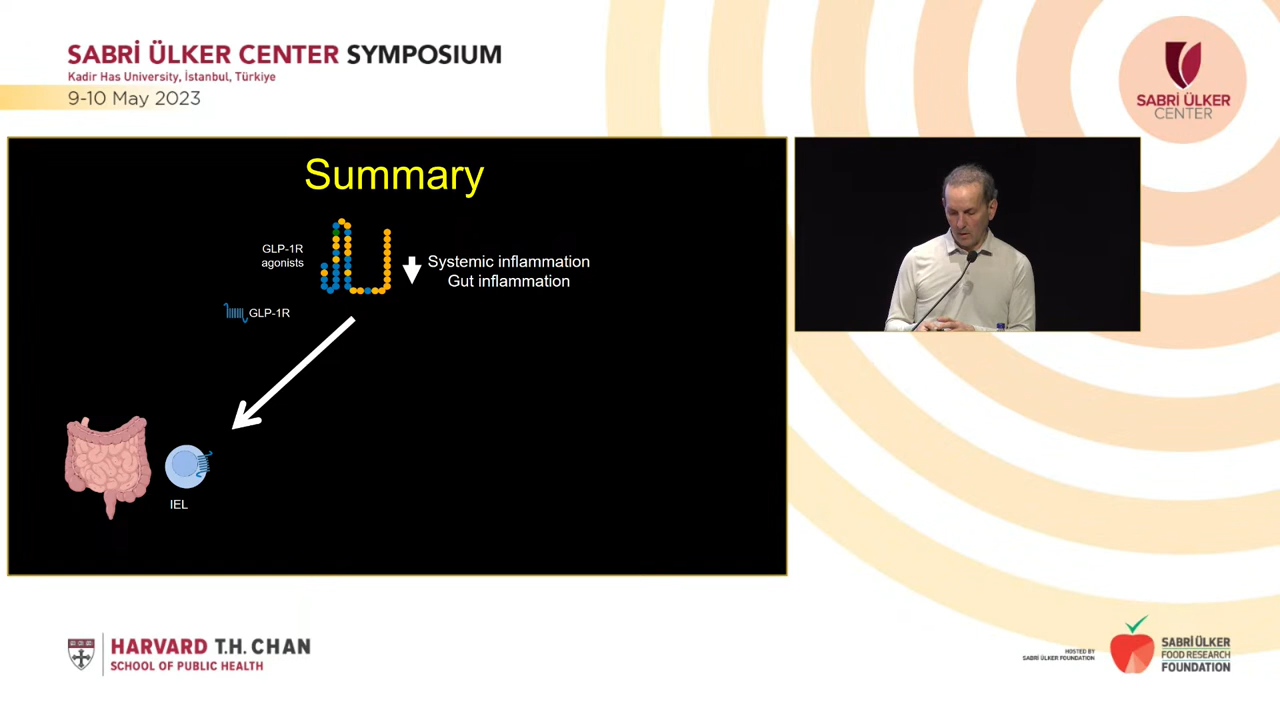 SABRİ ÜLKER CENTER SYMPOSIUM
Kadir Has University, İstanbul, Türkiye
9-10 May 2023
SABRİ ÜLKER
CENTER
Summary
GLP-1R
agonists
Systemic inflammation
Gut inflammation
GLP-1R
IEL
HARVARD T.H. CHAN
SCHOOL OF PUBLIC HEALTH
HOSTED BY
SABRİ ÜLKER FOUNDATION
SABRİ ÜLKER
FOOD RESEARCH
FOUNDATION